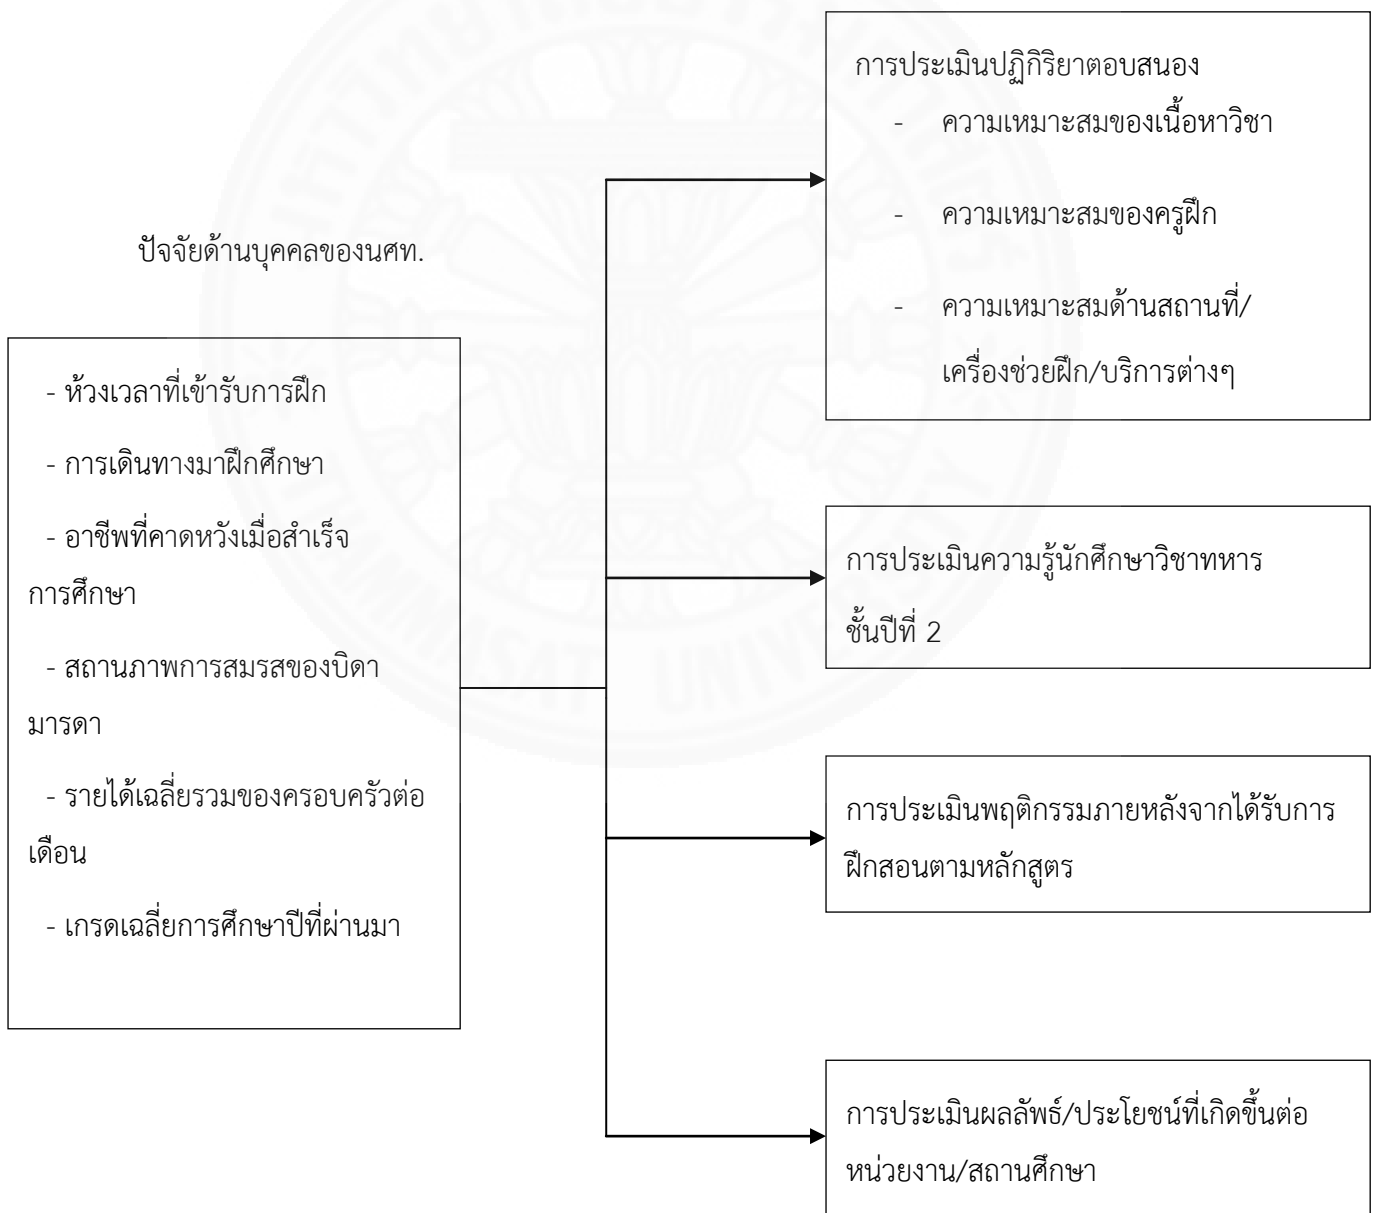 ปัจจัยด้านบุคคลของนศท.
- ห้วงเวลาที่เข้ารับการฝึก
- การเดินทางมาฝึกศึกษา
- อาชีพที่คาดหวังเมื่อสำเร็จ
การศึกษา
- สถานภาพการสมรสของบิดา
มารดา
- รายได้เฉลี่ยรวมของครอบครัวต่อ
เดือน
- เกรดเฉลี่ยการศึกษาปีที่ผ่านมา
การประเมินปฏิกิริยาตอบสนอง
- ความเหมาะสมของเนื้อหาวิชา
- ความเหมาะสมของครูฝึก
- ความเหมาะสมด้านสถานที่/
เครื่องช่วยฝึก/บริการต่างๆ
การประเมินความรู้นักศึกษาวิชาทหาร
ชั้นปีที่ 2
การประเมินพฤติกรรมภายหลังจากได้รับการ
ฝึกสอนตามหลักสูตร
การประเมินผลลัพธ์/ประโยชน์ที่เกิดขึ้นต่อ
หน่วยงาน/สถานศึกษา